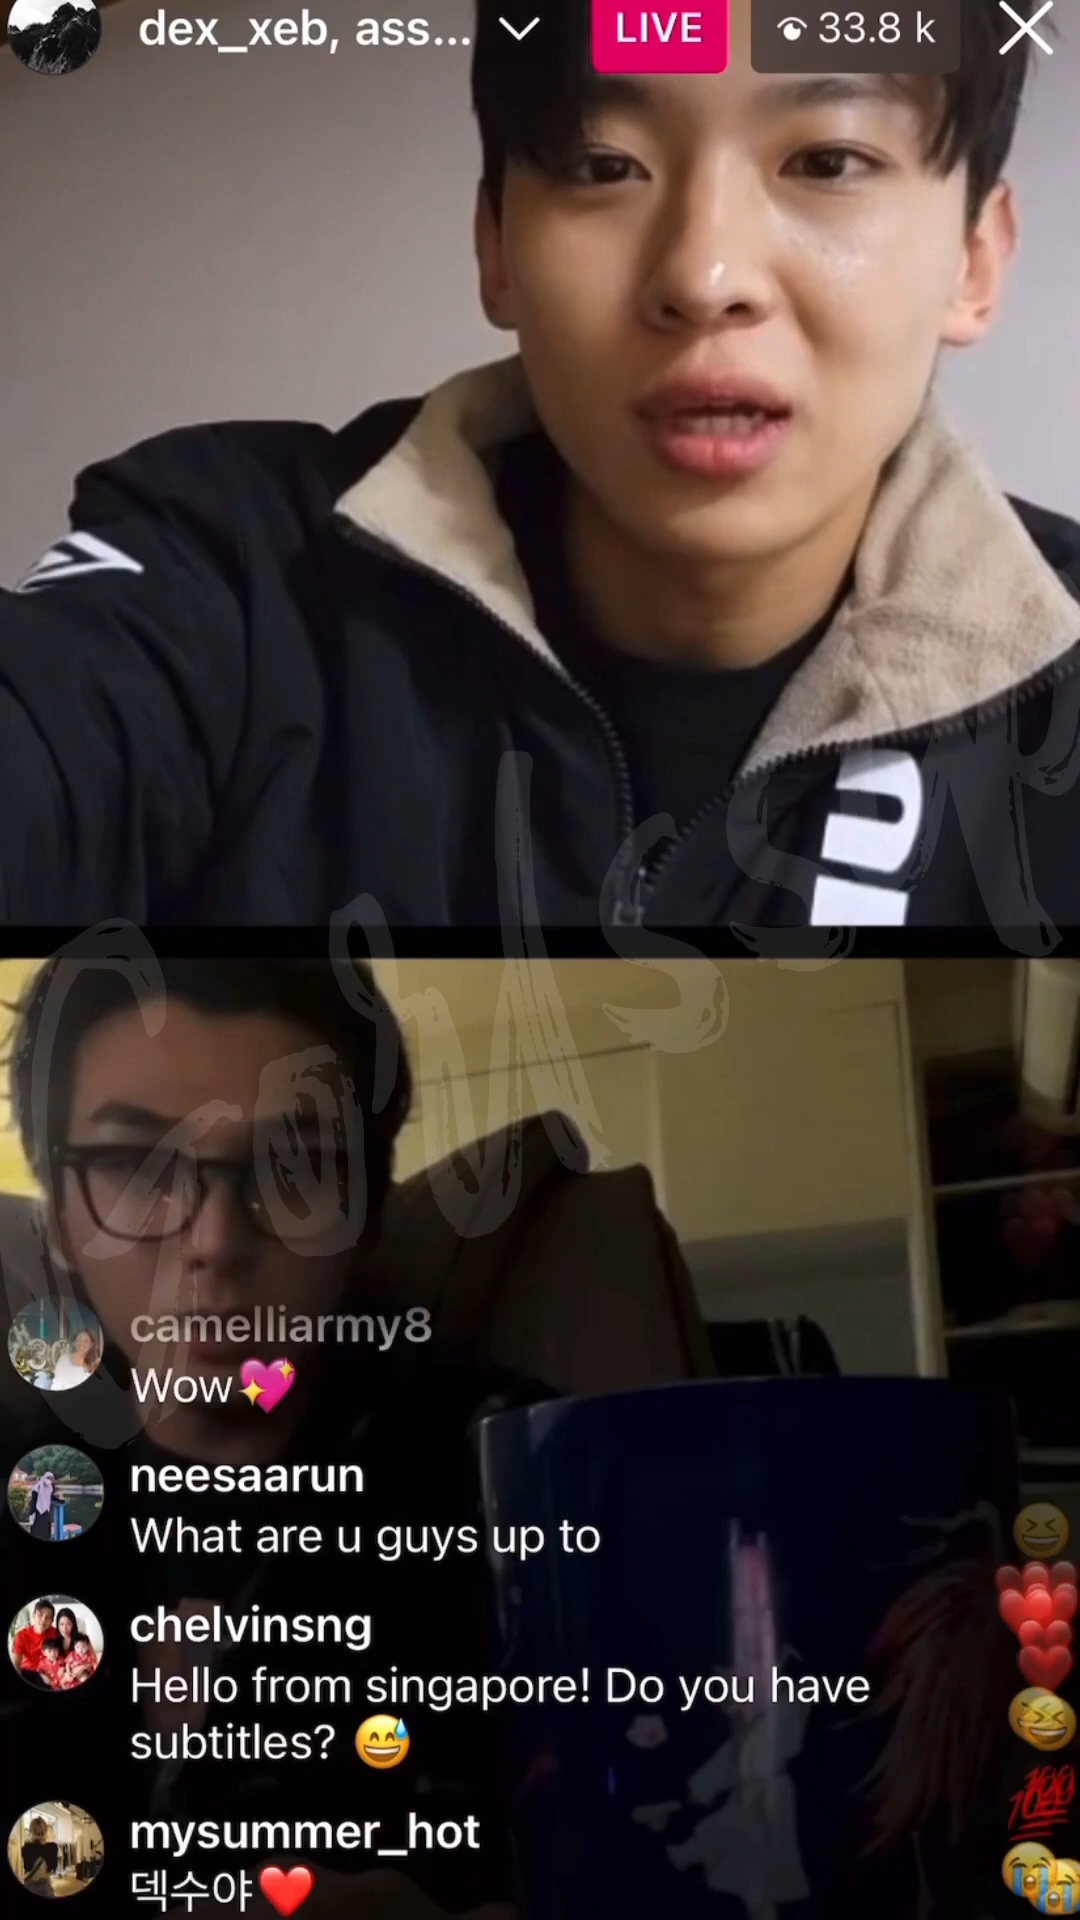 dex_xeb, ass...
LIVE
33.8 k
camelliarmy8
Wow💖
neesaarun
What are u guys up to
chelvinsng
Hello from singapore! Do you have
subtitles? 😅
mysummer_hot
덱수야❤️